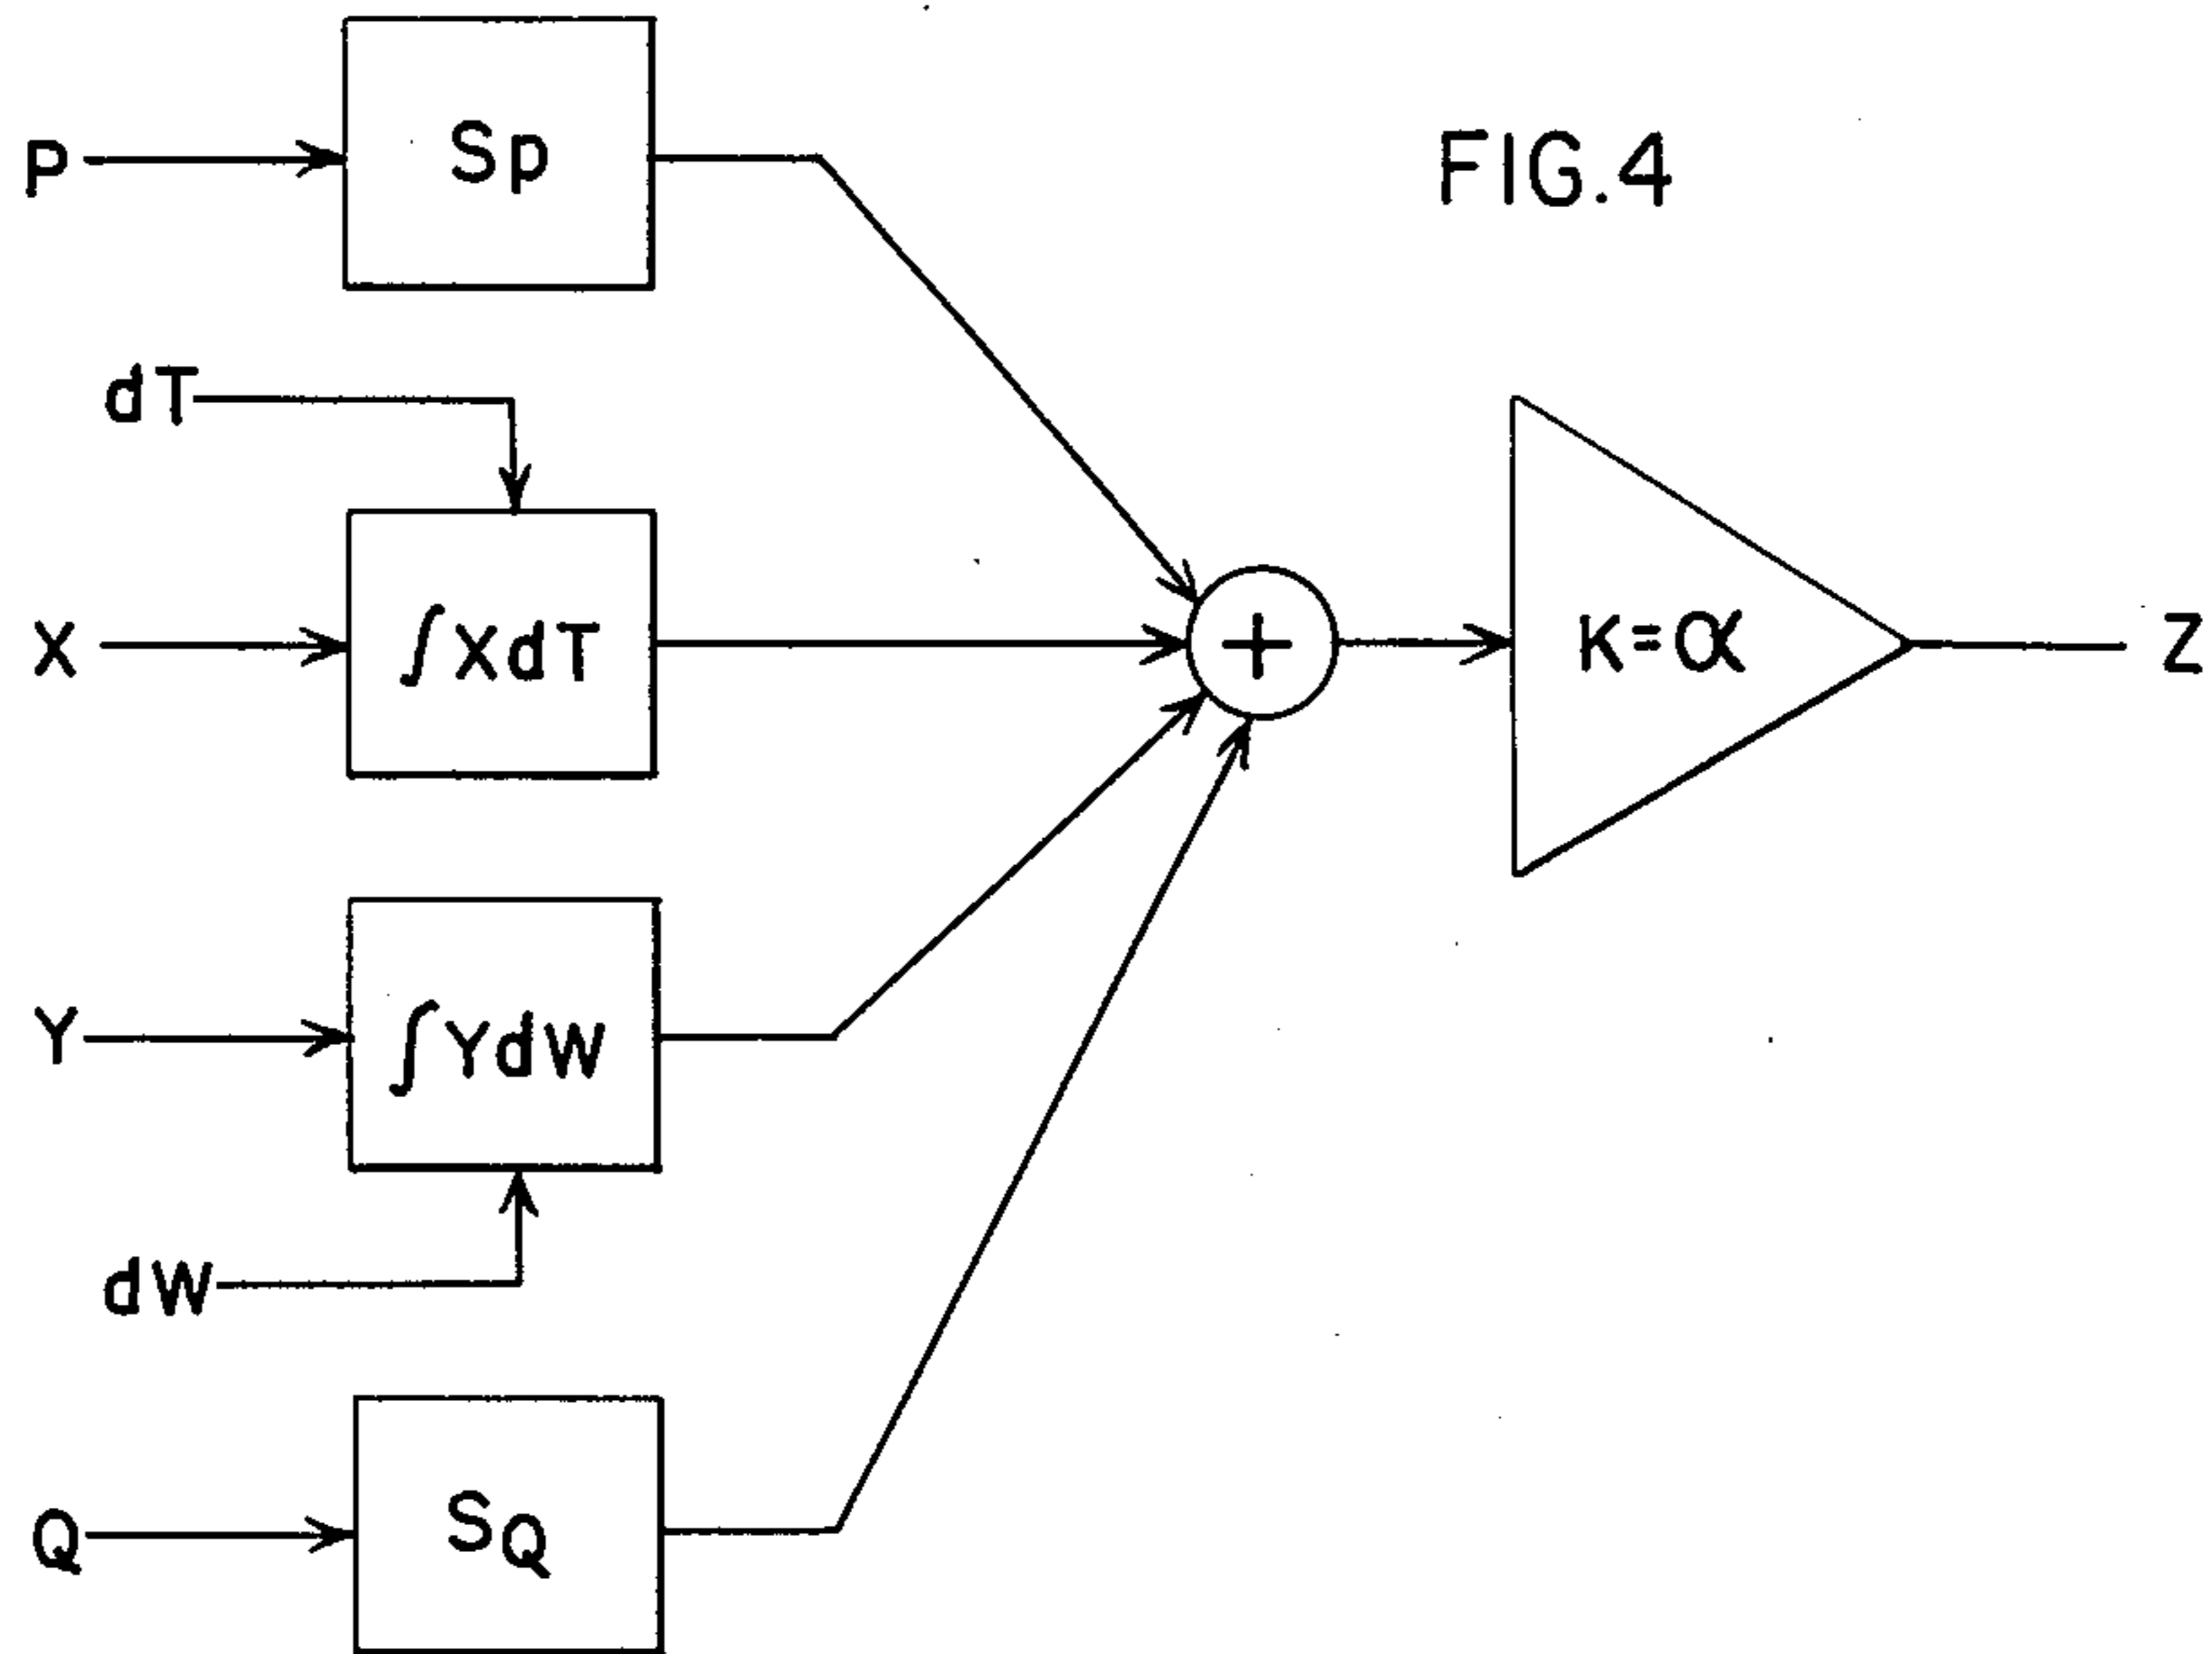 P
Sp
FIG.4
dT
X
∫XdT
+
K=α
Z
Y
∫YdW
dW
Q
SQ